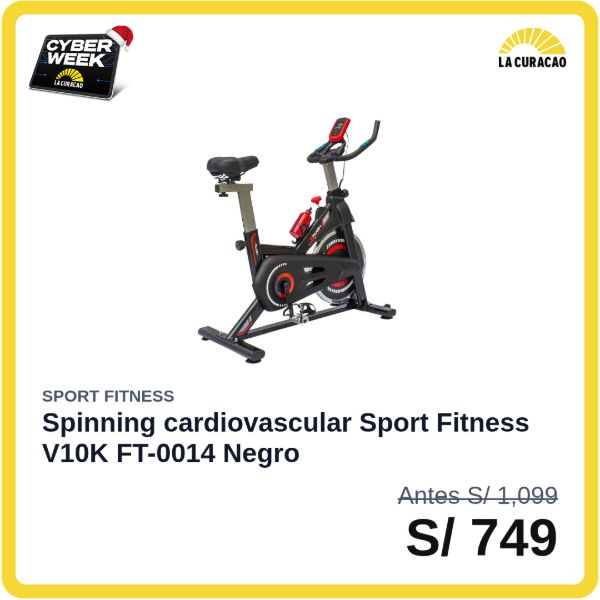 CYBER
WEEK
LA CURACAO
LA CURACAO
SPORT FITNESS
Spinning cardiovascular Sport Fitness
V10K FT-0014 Negro
Antes S/ 1,099
S/ 749